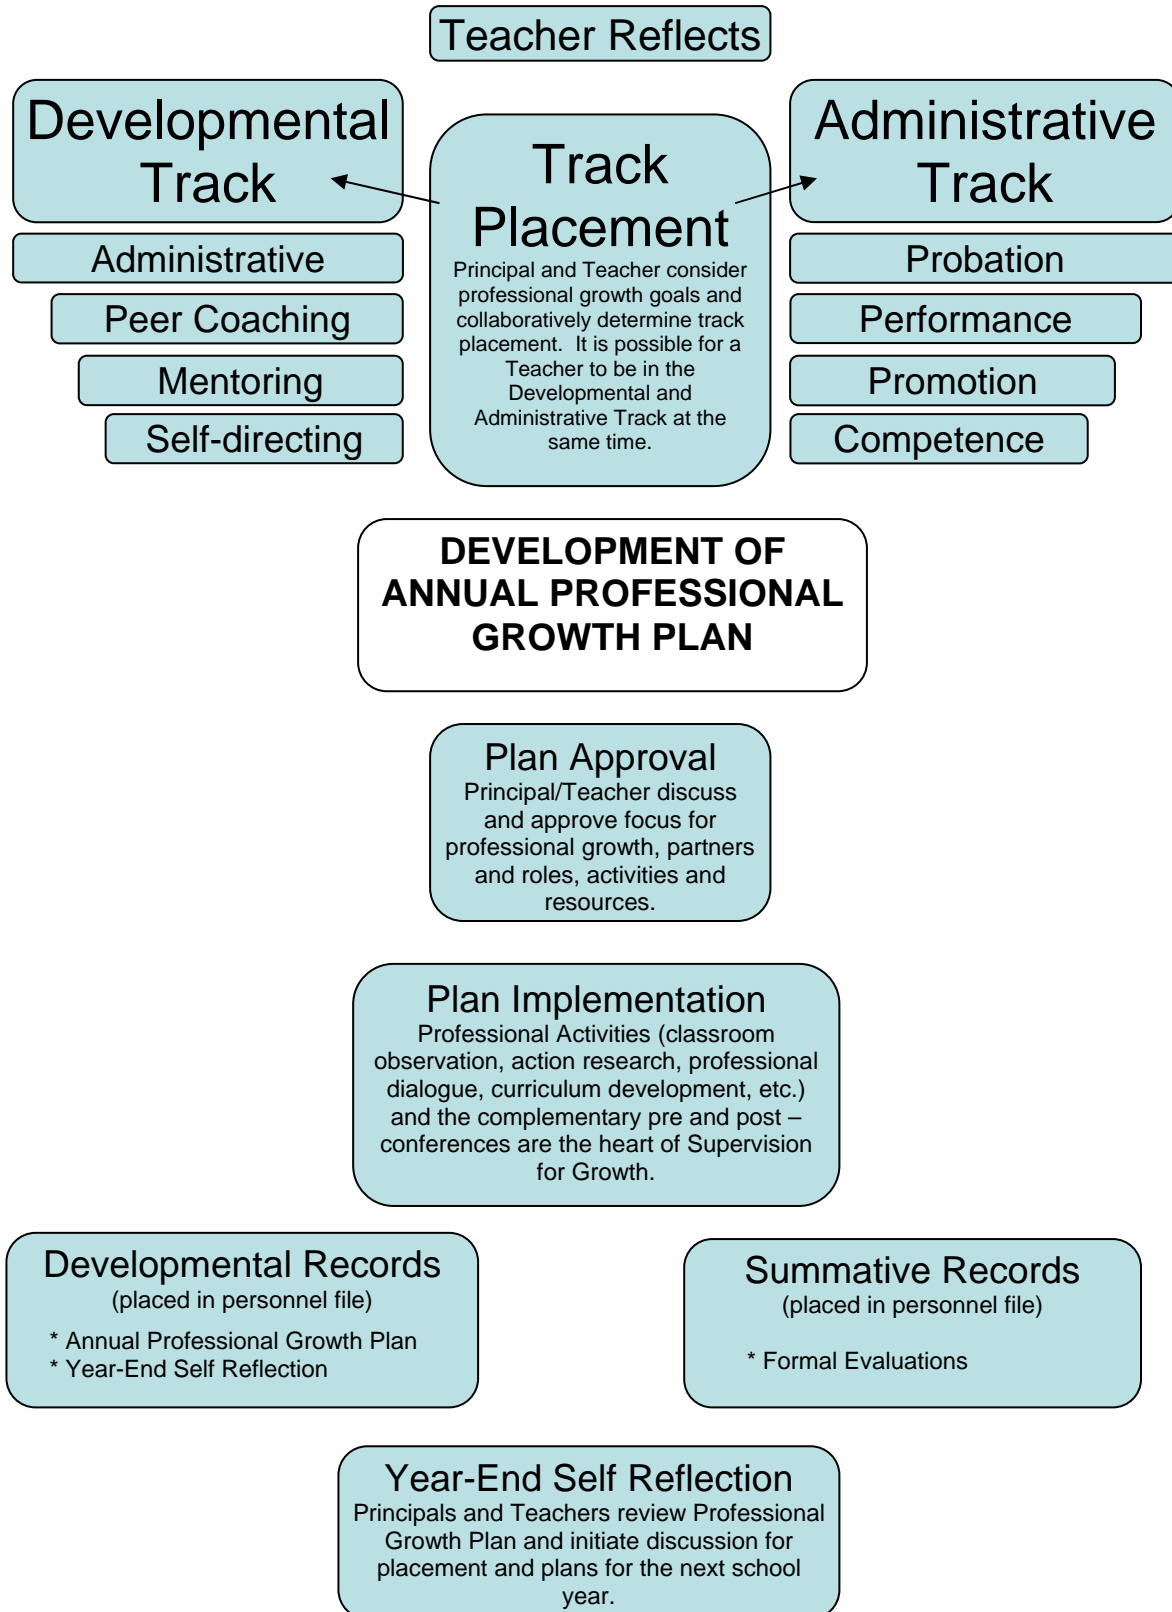 Teacher Reflects
Developmental
Track
Administrative
Peer Coaching
Mentoring
Self-directing
Track
Placement
Principal and Teacher consider
professional growth goals and
collaboratively determine track
placement.  It is possible for a
Teacher to be in the
Developmental and
Administrative Track at the
same time.
Administrative
Track
Probation
Performance
Promotion
Competence
DEVELOPMENT OF
ANNUAL PROFESSIONAL
GROWTH PLAN
Plan Approval
Principal/Teacher discuss
and approve focus for
professional growth, partners
and roles, activities and
resources.
Plan Implementation
Professional Activities (classroom
observation, action research, professional
dialogue, curriculum development, etc.)
and the complementary pre and post –
conferences are the heart of Supervision
for Growth.
Developmental Records
(placed in personnel file)
* Annual Professional Growth Plan
* Year-End Self Reflection
Summative Records
(placed in personnel file)
* Formal Evaluations
Year-End Self Reflection
Principals and Teachers review Professional
Growth Plan and initiate discussion for
placement and plans for the next school
year.